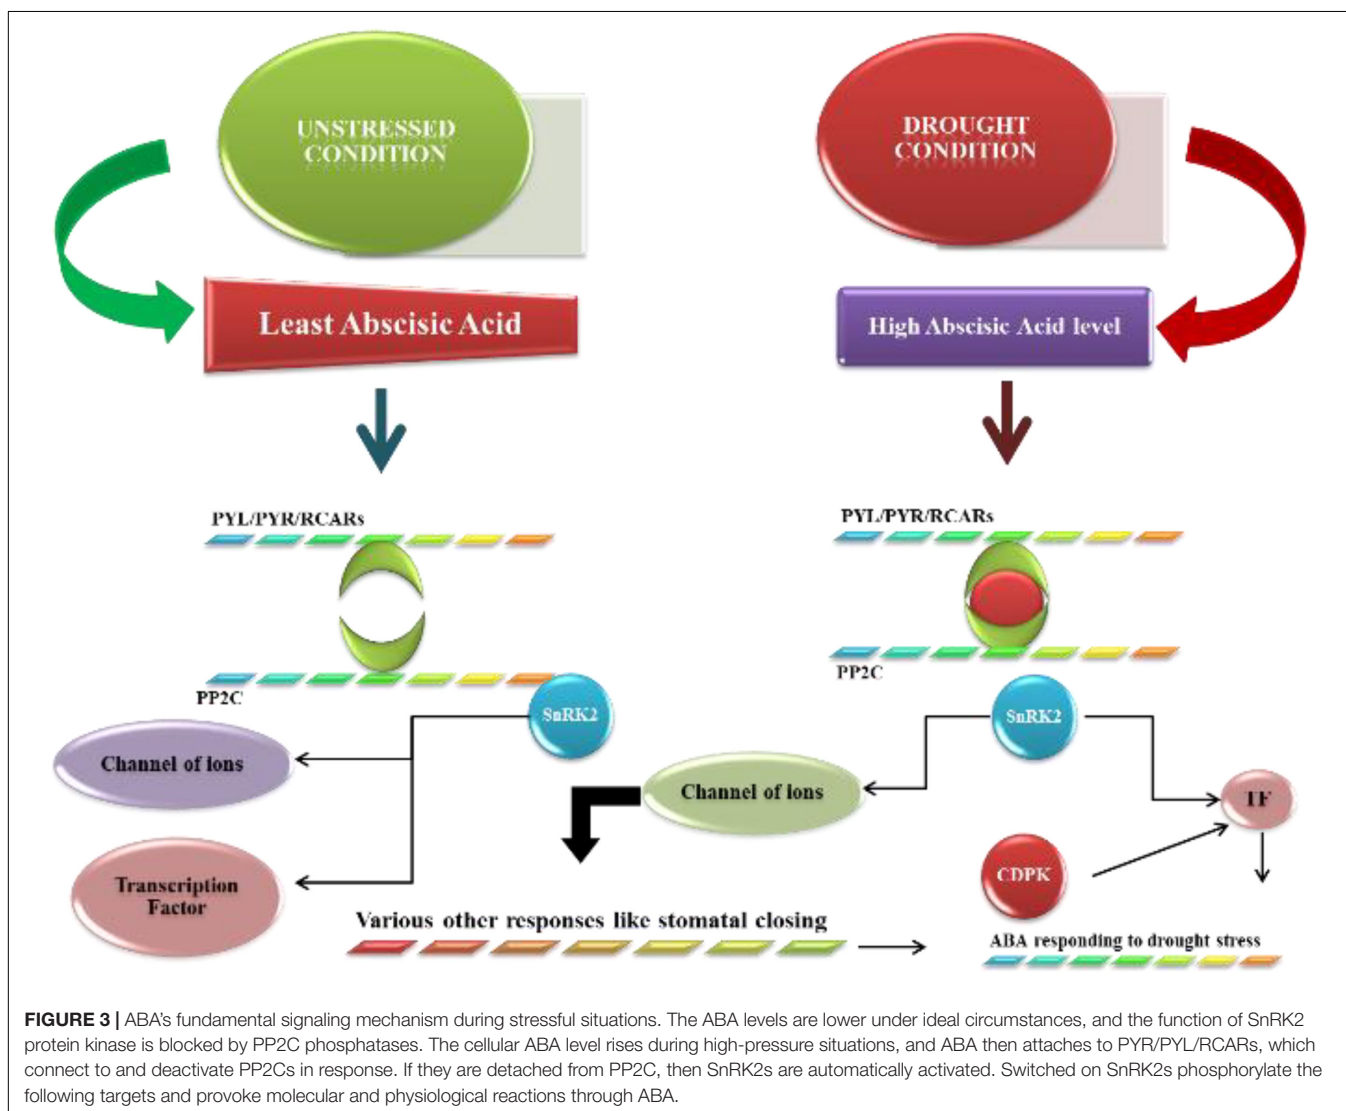 UNSTRESSED
CONDITION
DROUGHT
CONDITION
Least Abscisic Acid
High Abscisic Acid level
PYL/PYR/RCARs
PYL/PYR/RCARs
PP2C
PP2C
SnRK2
SnRK2
Channel of Ions
Channel of Ions
TF
CDPK
Transcription
Factor
Various other responses like stomatal closing
ABA responding to drought stress
FIGURE 3 | ABA's fundamental signaling mechanism during stressful situations. The ABA levels are lower under ideal circumstances, and the function of SnRK2
protein kinase is blocked by PP2C phosphatases. The cellular ABA level rises during high-pressure situations, and ABA then attaches to PYR/PYL/RCARs, which
connect to and deactivate PP2Cs in response. If they are detached from PP2C, then SnRK2s are automatically activated. Switched on SnRK2s phosphorylate the
following targets and provoke molecular and physiological reactions through ABA.